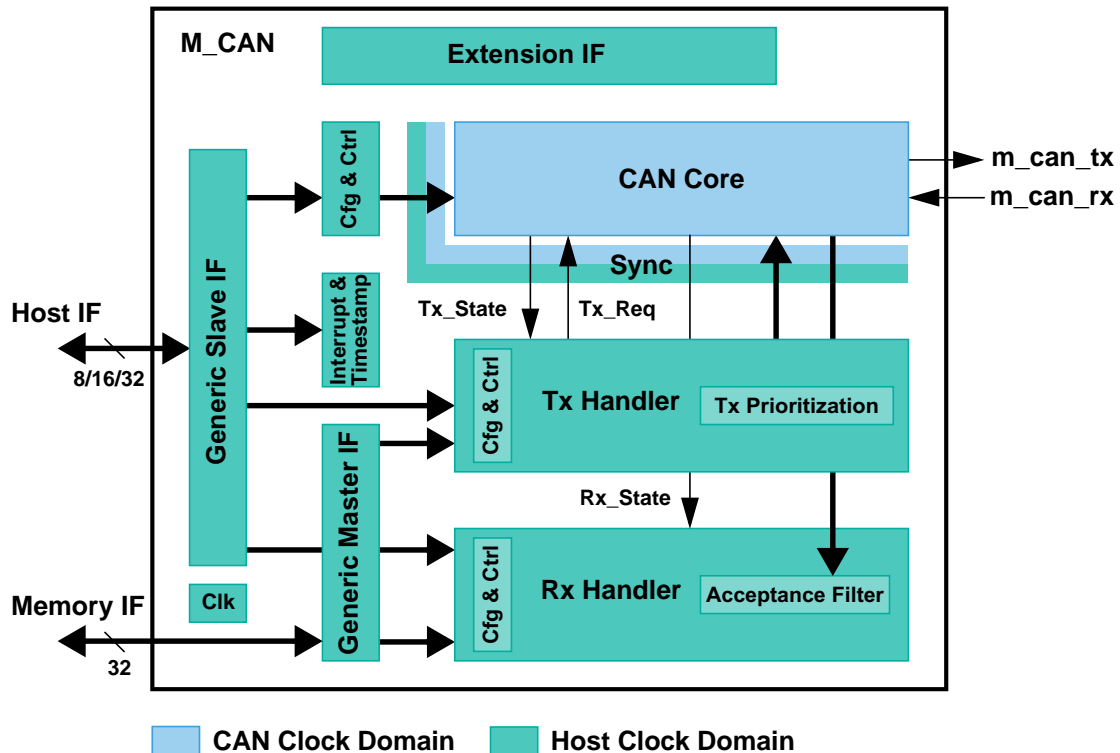 M_CAN
Extension IF
Cfg & Ctrl
CAN Core
m_can_tx
m_can_rx
Sync
Generic Slave IF
Interrupt &
Timestamp
Tx_State
Tx_Req
Host IF
8/16/32
Cfg & Ctrl
Tx Handler
Tx Prioritization
Generic Master IF
Rx_State
Cfg & Ctrl
Rx Handler
Acceptance Filter
Clk
Memory IF
32
CAN Clock Domain
Host Clock Domain